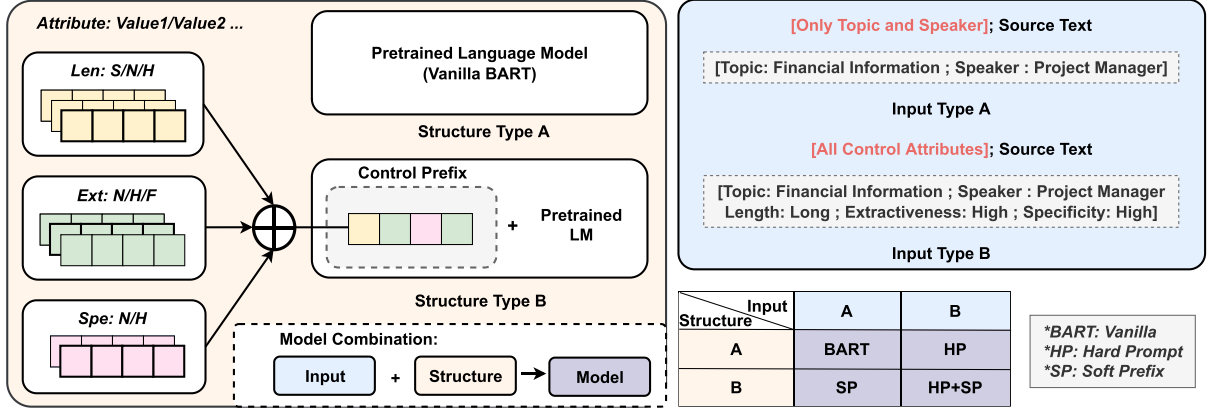 Attribute: Value1/Value2 ...
Len: S/N/H
Ext: N/H/F
Spe: N/H
Pretrained Language Model
(Vanilla BART)
Structure Type A
Control Prefix
+
Pretrained
LM
Structure Type B
Model Combination:
Input
+
Structure
Model
[Only Topic and Speaker]; Source Text
[Topic: Financial Information ; Speaker : Project Manager]
Input Type A
[All Control Attributes]; Source Text
[Topic: Financial Information ; Speaker : Project Manager
Length: Long ; Extractiveness: High ; Specificity: High]
Input Type B
Input
Structure
A
B
A
BART
HP
B
SP
HP+SP
*BART: Vanilla
*HP: Hard Prompt
*SP: Soft Prefix